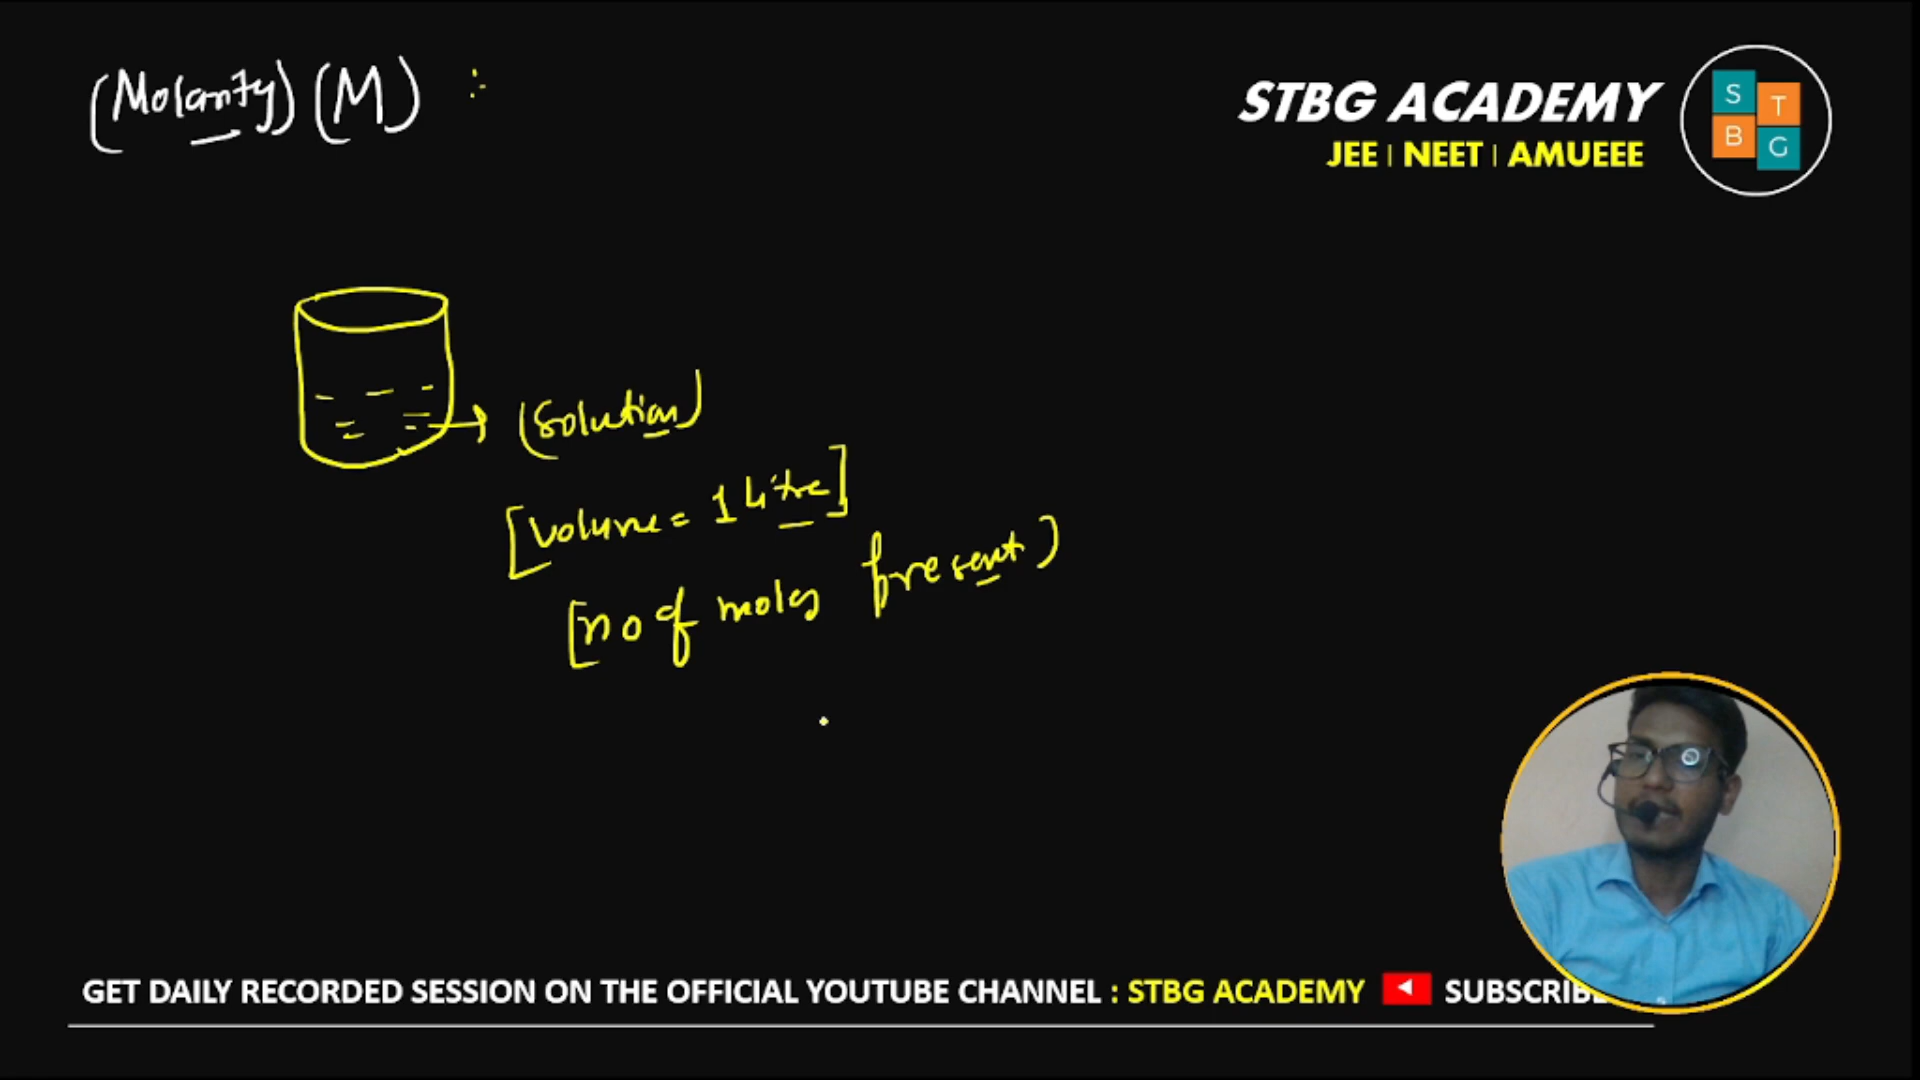 (Molarity) (M) :-
STBG ACADEMY
JEE | NEET | AMUEEE
S T
B G
(Solution)
[volume = 1 Litre]
[no of moles present)
GET DAILY RECORDED SESSION ON THE OFFICIAL YOUTUBE CHANNEL : STBG ACADEMY SUBSCRIBE